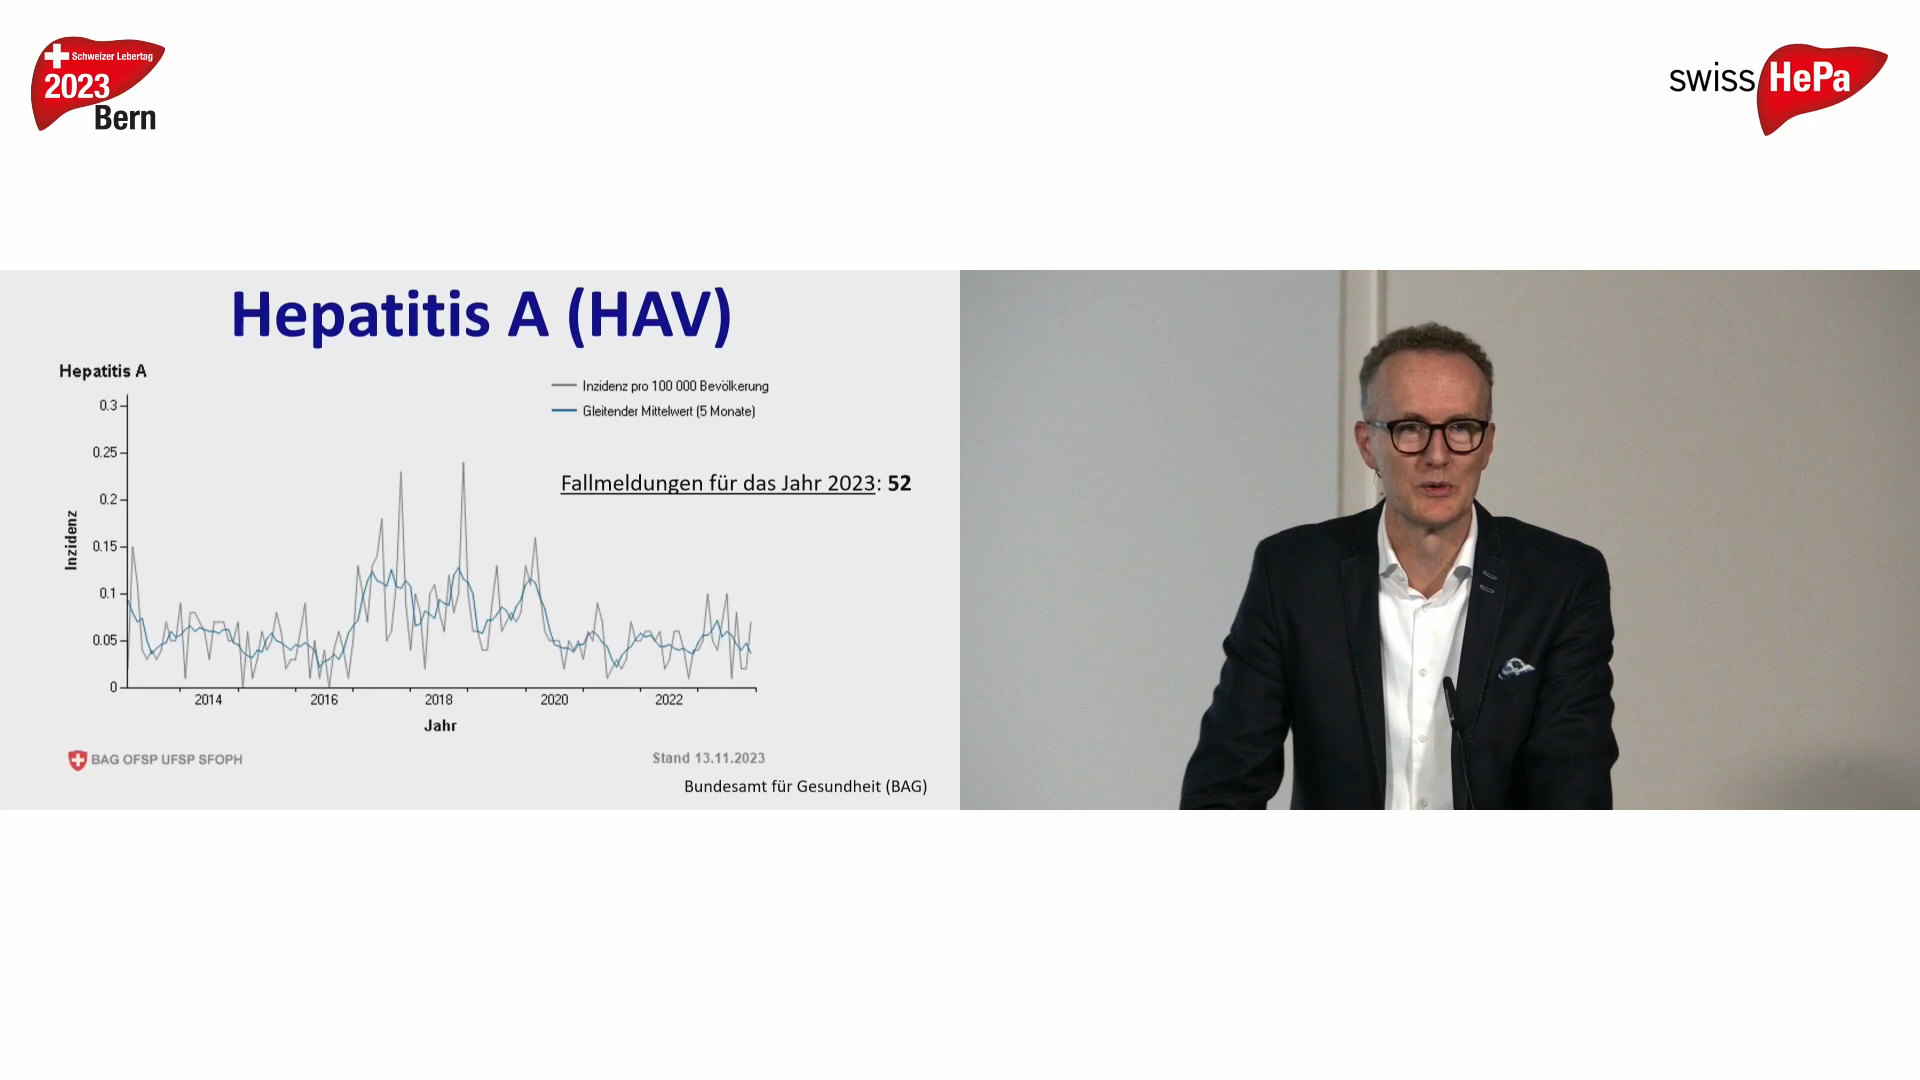 Schweizer Lebertag
2023
Bern
swiss HePa
Hepatitis A (HAV)
Hepatitis A
Inzidenz pro 100 000 Bevölkerung
Gleitender Mittelwert (5 Monate)
Fallmeldungen für das Jahr 2023: 52
0.3
0.25
0.2
0.15
0.1
0.05
0
Inzidenz
2014 2016 2018 2020 2022
Jahr
BAG OFSP UFSP SFOPH
Stand 13.11.2023
Bundesamt für Gesundheit (BAG)